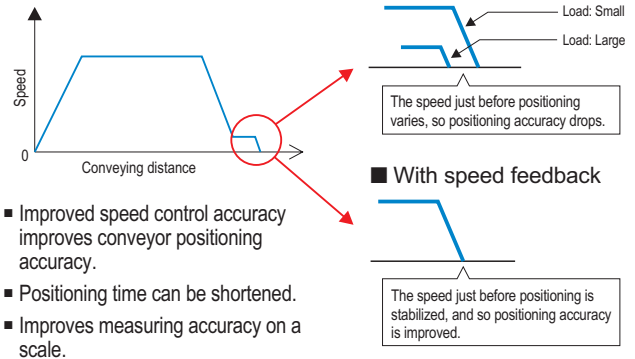 Speed
0
Conveying distance
■ Improved speed control accuracy
improves conveyor positioning
accuracy.
■ Positioning time can be shortened.
■ Improves measuring accuracy on a
scale.
Load: Small
Load: Large
The speed just before positioning
varies, so positioning accuracy drops.
■ With speed feedback
The speed just before positioning is
stabilized, and so positioning accuracy
is improved.